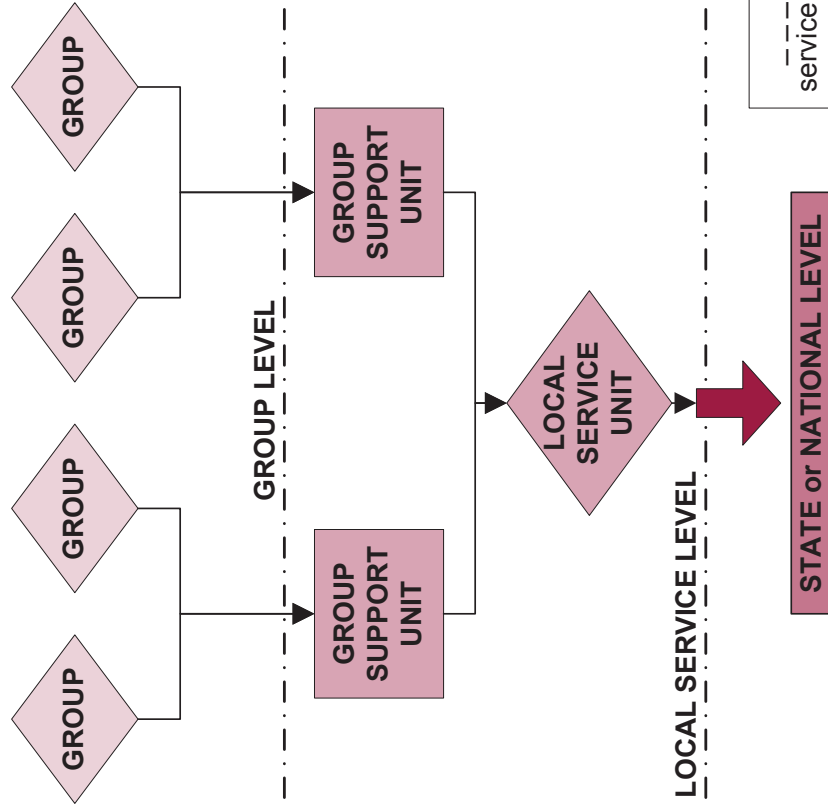 GROUP
GROUP
GROUP
GROUP
GROUP LEVEL
GROUP
SUPPORT
UNIT
GROUP
SUPPORT
UNIT
LOCAL
SERVICE
UNIT
LOCAL SERVICE LEVEL
service
STATE or NATIONAL LEVEL